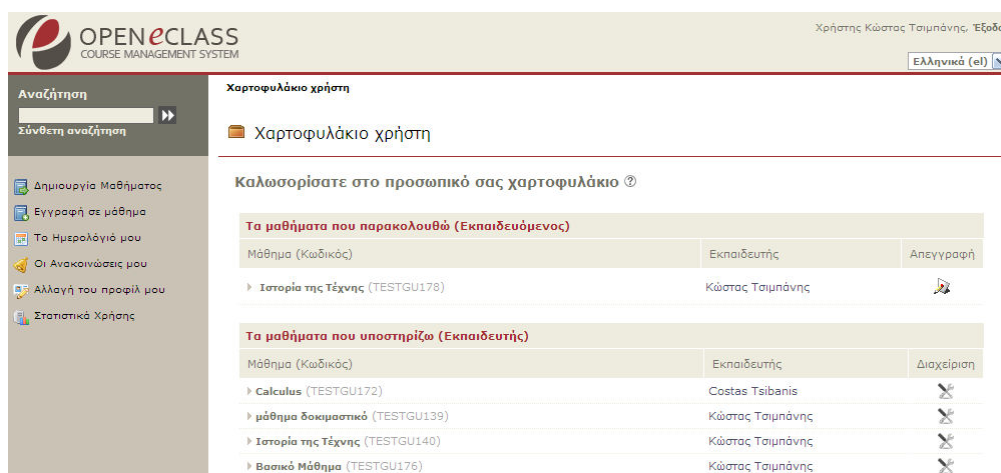 OPEN eCLASS
COURSE MANAGEMENT SYSTEM
Χρήστης Κώστας Τσιμπάνης, Έξοδο
Ελληνικά (el)
Αναζήτηση
Σύνθετη αναζήτηση
Χαρτοφυλάκιο χρήστη
Χαρτοφυλάκιο χρήστη
Δημιουργία Μαθήματος
Εγγραφή σε μάθημα
Το Ημερολόγιό μου
Οι Ανακοινώσεις μου
Αλλαγή του προφίλ μου
Στατιστικά Χρήσης
Καλωσορίσατε στο προσωπικό σας χαρτοφυλάκιο
Τα μαθήματα που παρακολουθώ (Εκπαιδευόμενος)
Μάθημα (Κωδικός) Εκπαιδευτής Απεγγραφή
Ιστορία της Τέχνης (TESTGU178) Κώστας Τσιμπάνης
Τα μαθήματα που υποστηρίζω (Εκπαιδευτής)
Μάθημα (Κωδικός) Εκπαιδευτής Διαχείριση
Calculus (TESTGU172) Costas Tsibanis
μάθημα δοκιμαστικό (TESTGU139) Κώστας Τσιμπάνης
Ιστορία της Τέχνης (TESTGU140) Κώστας Τσιμπάνης
Βασικό Μάθημα (TESTGU176) Κώστας Τσιμπάνης